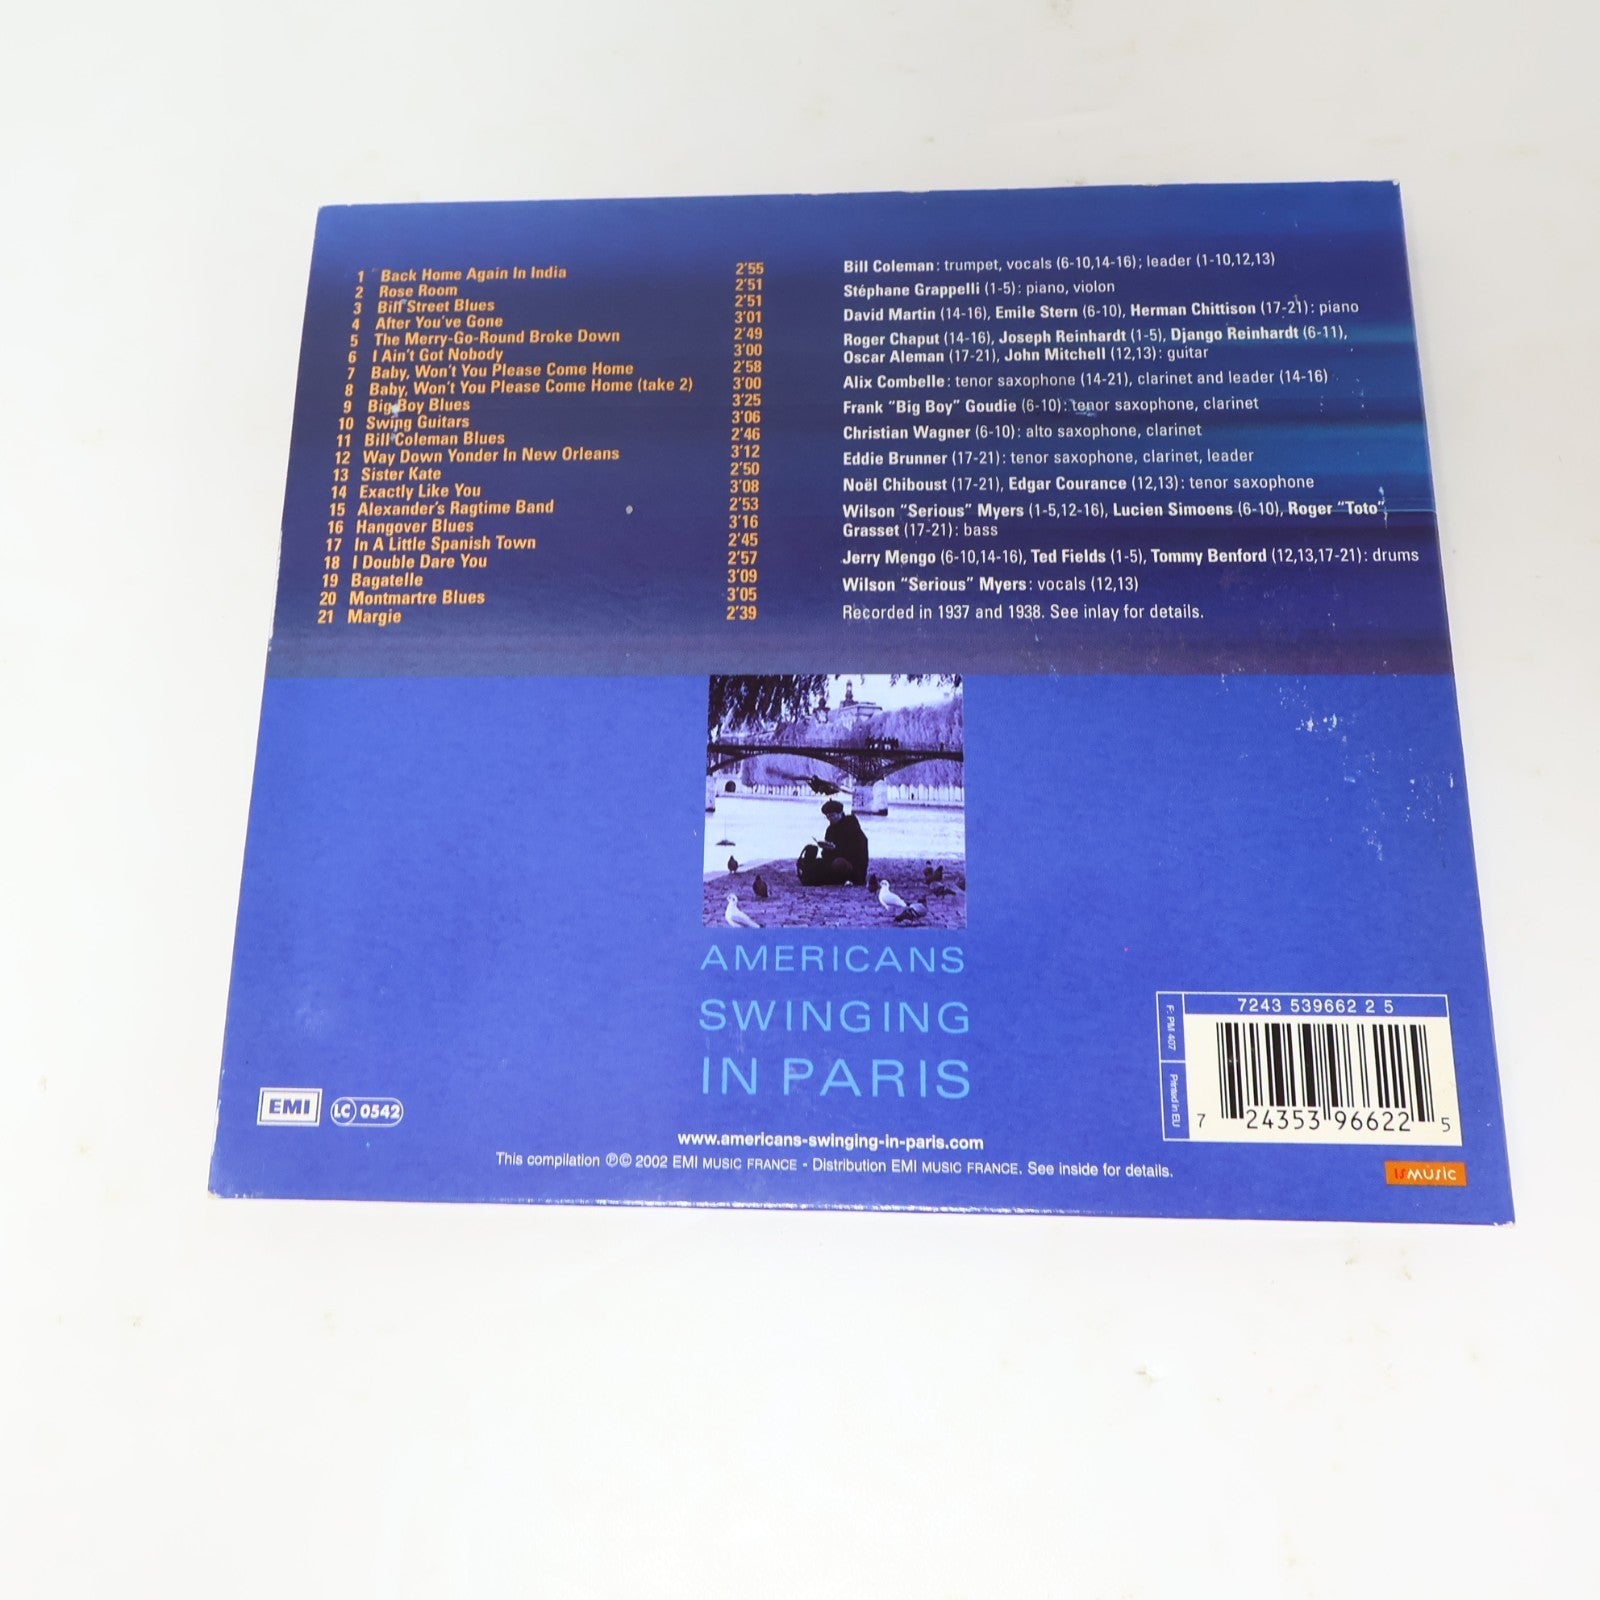 1 Back Home Again In India 2'55
2 Rose Room 2'51
3 Biff Street Blues 2'51
4 After You've Gone 3'01
5 The Merry-Go-Round Broke Down 2'49
6 I Ain't Got Nobody 3'00
7 Baby, Won't You Please Come Home 2'58
8 Baby, Won't You Please Come Home (take 2) 3'00
9 Big Boy Blues 3'25
10 Swing Guitars 3'06
11 Bill Coleman Blues 2'46
12 Way Down Yonder In New Orleans 3'12
13 Sister Kate 2'50
14 Exactly Like You 3'08
15 Alexander's Ragtime Band 2'53
16 Hangover Blues 3'16
17 In A Little Spanish Town 2'45
18 I Double Dare You 2'57
19 Bagatelle 3'09
20 Montmartre Blues 3'05
21 Margie 2'39
Bill Coleman: trumpet, vocals (6-10,14-16); leader (1-10,12,13)
Stéphane Grappelli (1-5): piano, violon
David Martin (14-16), Emile Stern (6-10), Herman Chittison (17-21): piano
Roger Chaput (14-16), Joseph Reinhardt (1-5), Django Reinhardt (6-11),
Oscar Aleman (17-21), John Mitchell (12,13): guitar
Alix Combelle: tenor saxophone (14-21), clarinet and leader (14-16)
Frank "Big Boy" Goudie (6-10): tenor saxophone, clarinet
Christian Wagner (6-10): alto saxophone, clarinet
Eddie Brunner (17-21): tenor saxophone, clarinet, leader
Noël Chiboust (17-21), Edgar Courance (12,13): tenor saxophone
Wilson "Serious" Myers (1-5,12-16), Lucien Simoens (6-10), Roger "Toto"
Grasset (17-21): bass
Jerry Mengo (6-10,14-16), Ted Fields (1-5), Tommy Benford (12,13,17-21): drums
Wilson "Serious" Myers: vocals (12,13)
Recorded in 1937 and 1938. See inlay for details.
AMERICANS
SWINGING
IN PARIS
EMI
LC 0542
www.americans-swinging-in-paris.com
This compilation ℗© 2002 EMI MUSIC FRANCE - Distribution EMI MUSIC FRANCE. See inside for details.
7243 539662 2 5
F: PM 407
Printed in EU
7 24353 96622 5
ISMUSIC